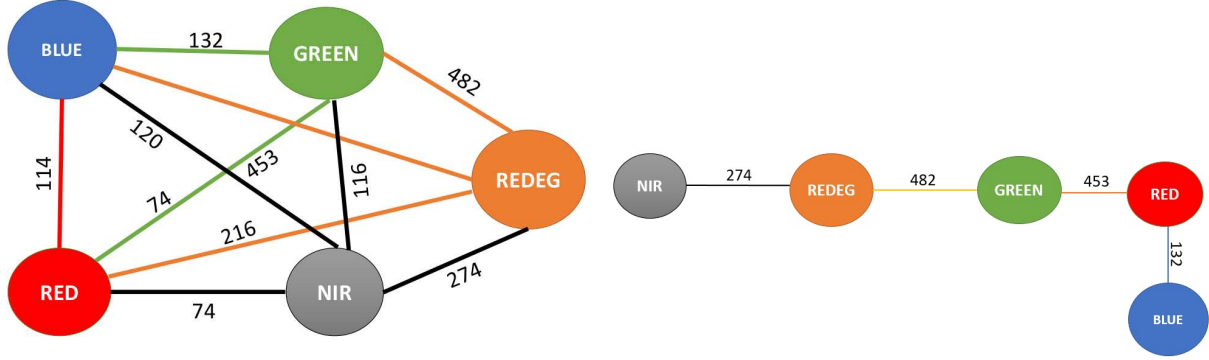 BLUE
132
GREEN
482
120
114
453
116
74
REDEG
216
RED
74
NIR
274
NIR
274
REDEG
482
GREEN
453
RED
132
BLUE